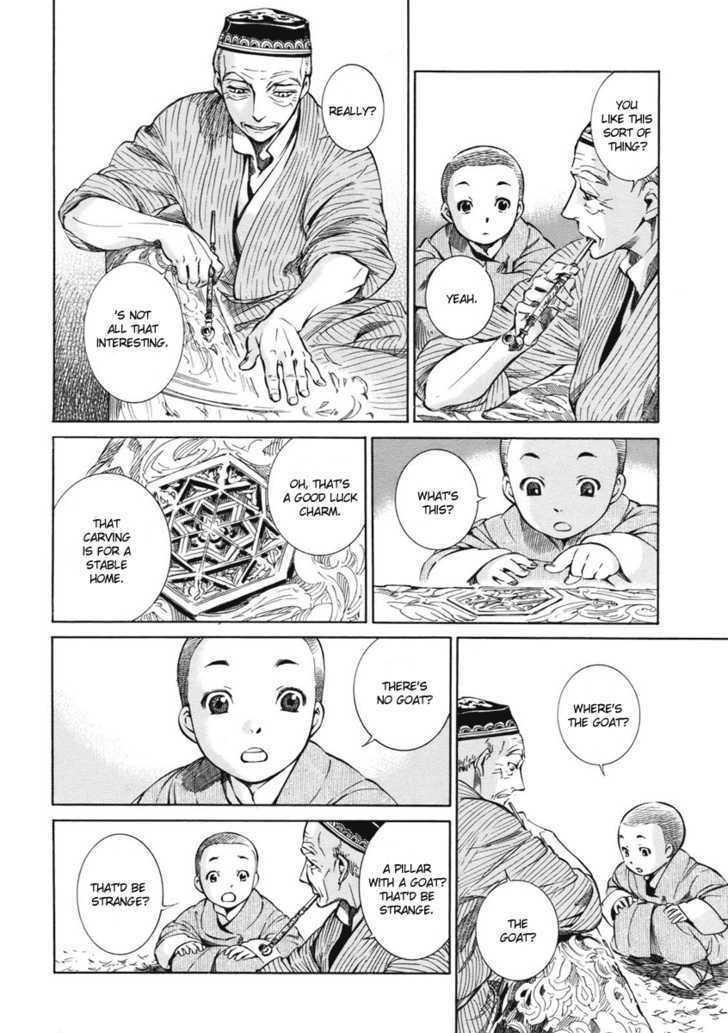 YOU
LIKE THIS
SORT OF
THING?
YEAH.
REALLY?
'S NOT
ALL THAT
INTERESTING.
WHAT'S
THIS?
OH, THAT'S
A GOOD LUCK
CHARM.
THAT
CARVING
IS FOR A
STABLE
HOME.
WHERE'S
THE GOAT?
THE
GOAT?
THERE'S
NO GOAT?
A PILLAR
WITH A GOAT?
THAT'D BE
STRANGE.
THAT'D BE
STRANGE?